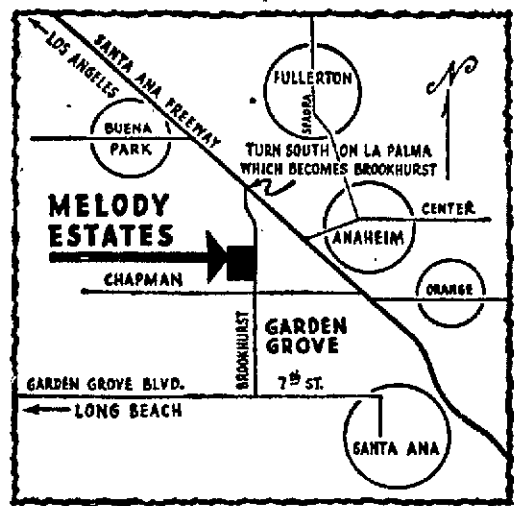 LOS ANGELES
SANTA ANA FREEWAY
FULLERTON
SPADRA
N
BUENA
PARK
TURN SOUTH ON LA PALMA
WHICH BECOMES BROOKHURST
MELODY
ESTATES
CENTER
ANAHEIM
CHAPMAN
ORANGE
GARDEN
GROVE
BROOKHURST
GARDEN GROVE BLVD.
7th ST.
LONG BEACH
SANTA ANA